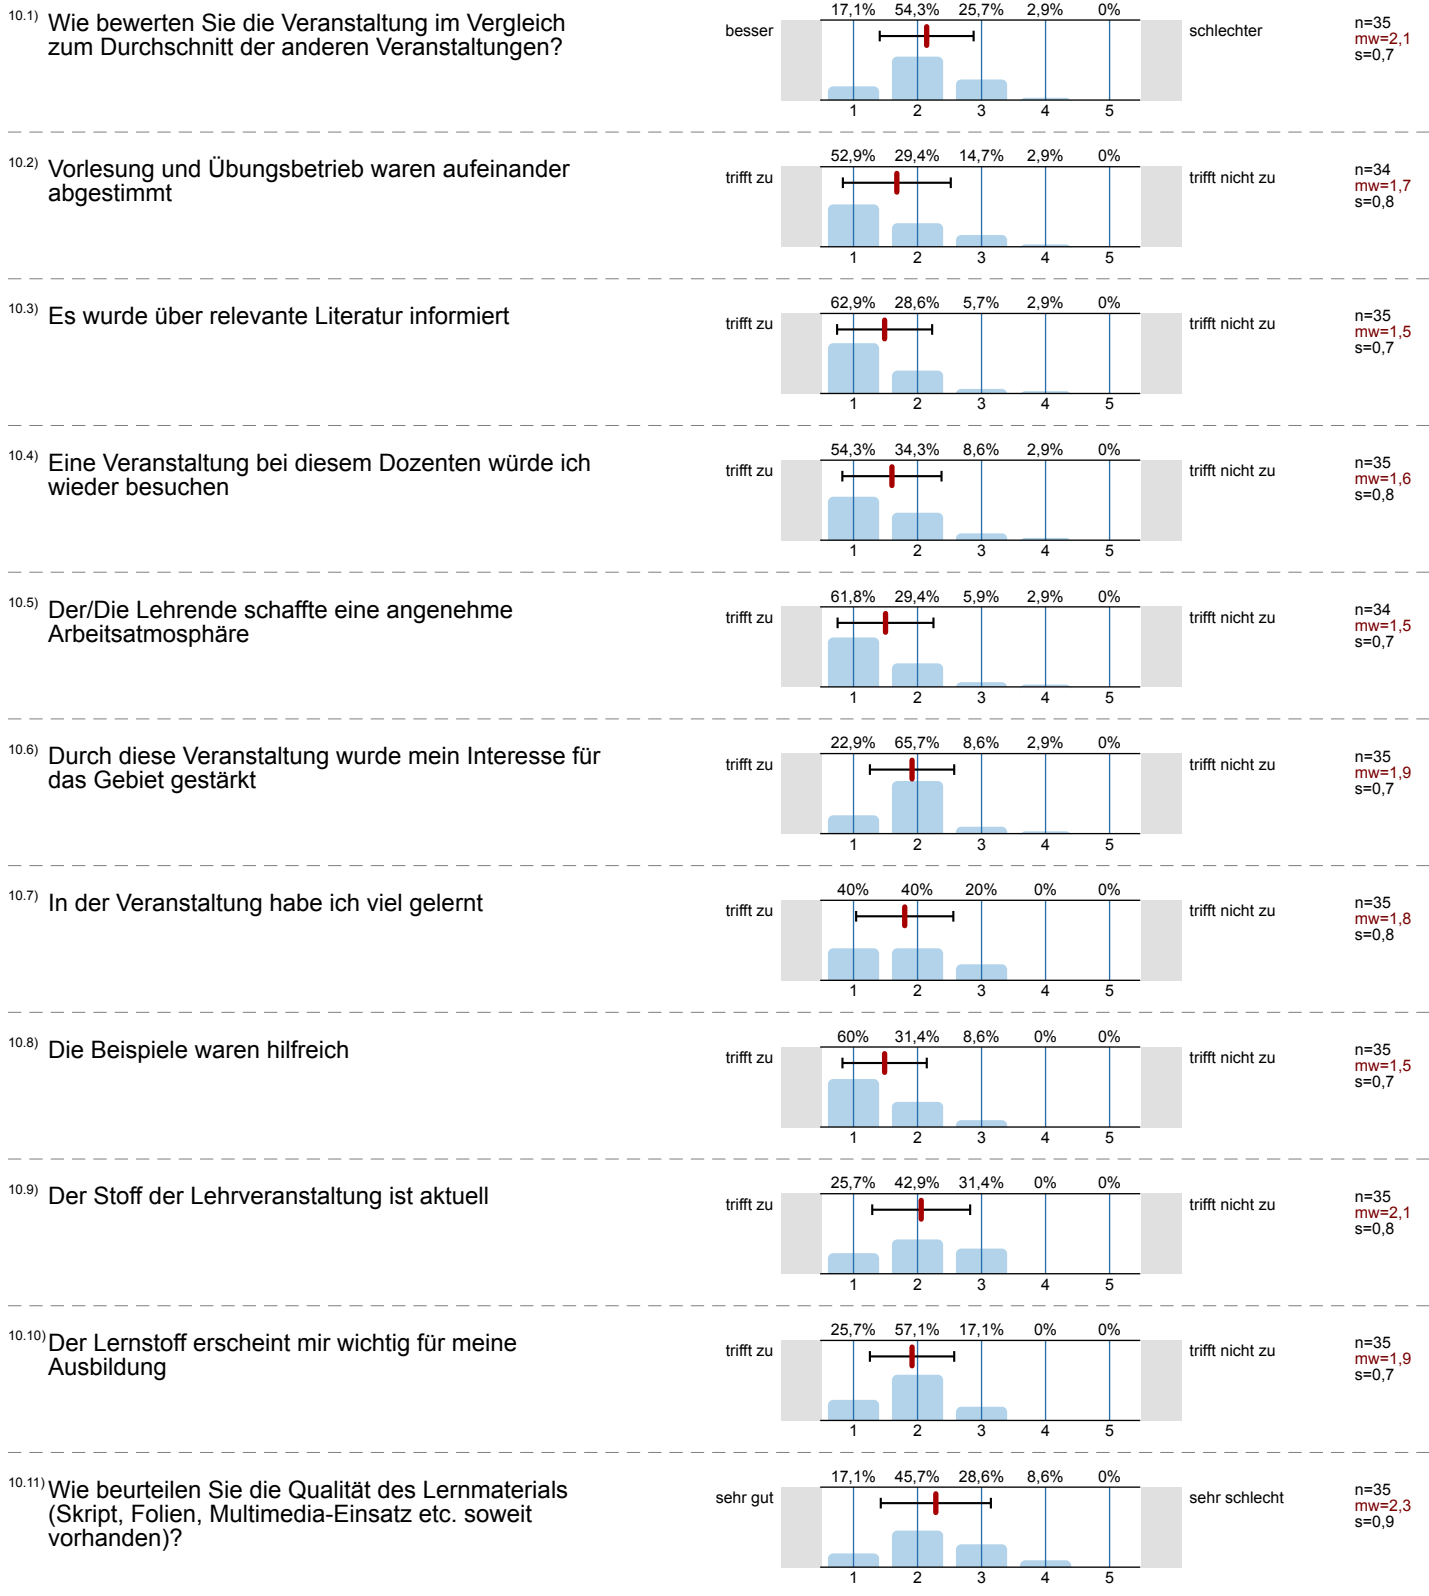 10.1) Wie bewerten Sie die Veranstaltung im Vergleich
zum Durchschnitt der anderen Veranstaltungen?
17,1% 54,3% 25,7% 2,9% 0%
besser schlechter
n=35
mw=2,1
s=0,7
1 2 3 4 5
10.2) Vorlesung und Übungsbetrieb waren aufeinander
abgestimmt
52,9% 29,4% 14,7% 2,9% 0%
trifft zu trifft nicht zu
n=34
mw=1,7
s=0,8
1 2 3 4 5
10.3) Es wurde über relevante Literatur informiert
62,9% 28,6% 5,7% 2,9% 0%
trifft zu trifft nicht zu
n=35
mw=1,5
s=0,7
1 2 3 4 5
10.4) Eine Veranstaltung bei diesem Dozenten würde ich
wieder besuchen
54,3% 34,3% 8,6% 2,9% 0%
trifft zu trifft nicht zu
n=35
mw=1,6
s=0,8
1 2 3 4 5
10.5) Der/Die Lehrende schaffte eine angenehme
Arbeitsatmosphäre
61,8% 29,4% 5,9% 2,9% 0%
trifft zu trifft nicht zu
n=34
mw=1,5
s=0,7
1 2 3 4 5
10.6) Durch diese Veranstaltung wurde mein Interesse für
das Gebiet gestärkt
22,9% 65,7% 8,6% 2,9% 0%
trifft zu trifft nicht zu
n=35
mw=1,9
s=0,7
1 2 3 4 5
10.7) In der Veranstaltung habe ich viel gelernt
40% 40% 20% 0% 0%
trifft zu trifft nicht zu
n=35
mw=1,8
s=0,8
1 2 3 4 5
10.8) Die Beispiele waren hilfreich
60% 31,4% 8,6% 0% 0%
trifft zu trifft nicht zu
n=35
mw=1,5
s=0,7
1 2 3 4 5
10.9) Der Stoff der Lehrveranstaltung ist aktuell
25,7% 42,9% 31,4% 0% 0%
trifft zu trifft nicht zu
n=35
mw=2,1
s=0,8
1 2 3 4 5
10.10) Der Lernstoff erscheint mir wichtig für meine
Ausbildung
25,7% 57,1% 17,1% 0% 0%
trifft zu trifft nicht zu
n=35
mw=1,9
s=0,7
1 2 3 4 5
10.11) Wie beurteilen Sie die Qualität des Lernmaterials
(Skript, Folien, Multimedia-Einsatz etc. soweit
vorhanden)?
17,1% 45,7% 28,6% 8,6% 0%
sehr gut sehr schlecht
n=35
mw=2,3
s=0,9
1 2 3 4 5